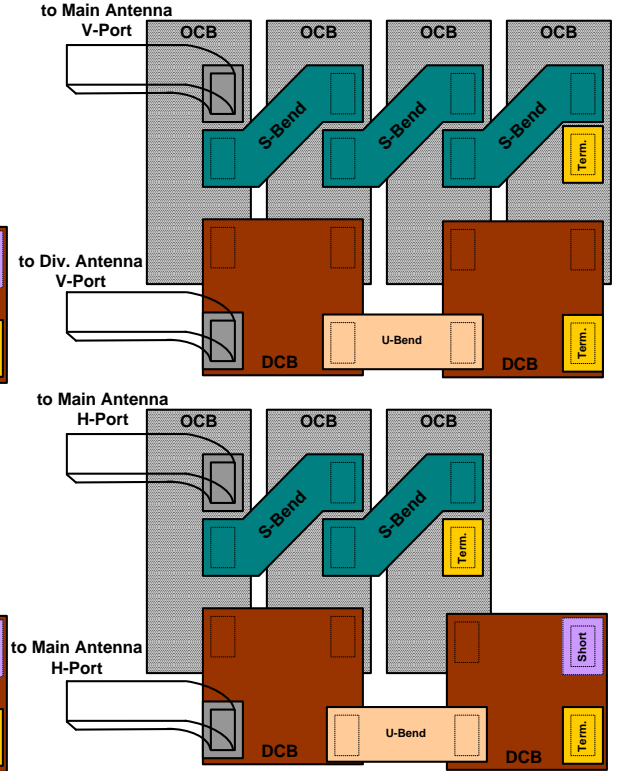 to Main Antenna
V-Port
OCB
OCB
OCB
OCB
S-Bend
S-Bend
S-Bend
Term.
to Div. Antenna
V-Port
U-Bend
Term.
DCB
DCB
to Main Antenna
H-Port
OCB
OCB
OCB
S-Bend
S-Bend
Term.
to Main Antenna
H-Port
Short
U-Bend
Term.
DCB
DCB